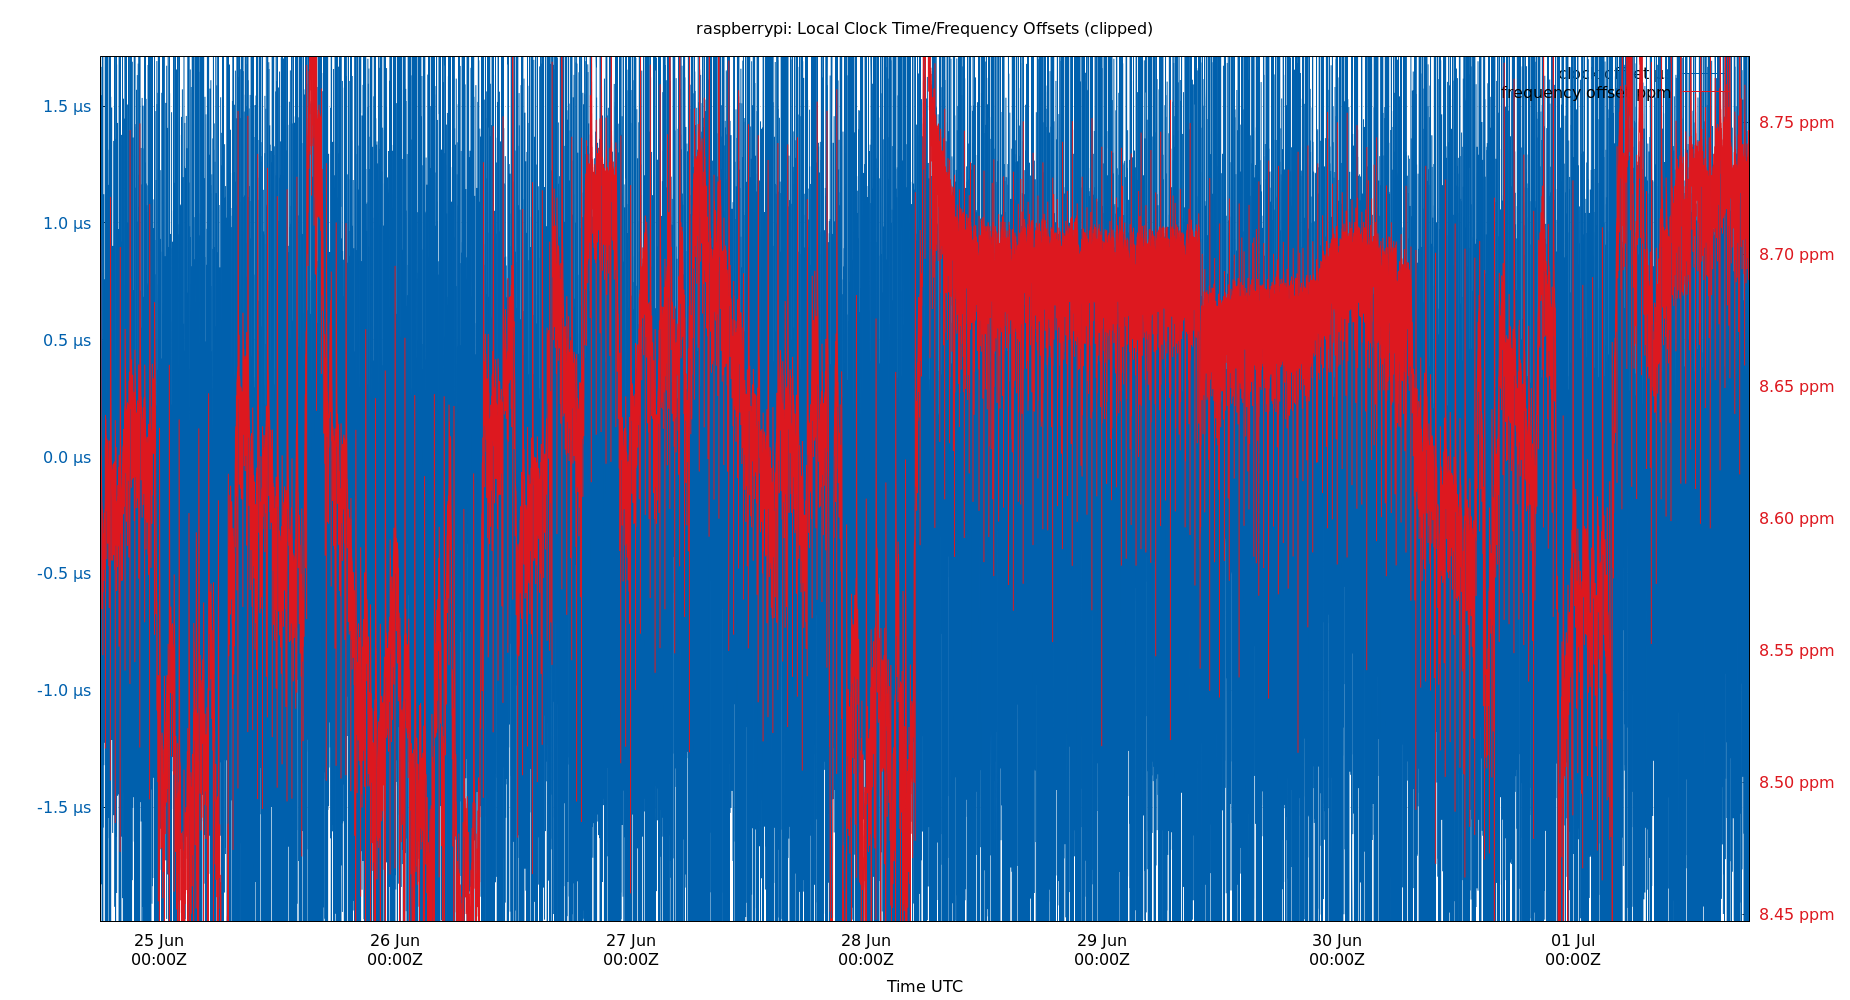 raspberrypi: Local Clock Time/Frequency Offsets (clipped)
frequency offset ppm
1.5 µs
1.0 µs
0.5 µs
0.0 µs
-0.5 µs
-1.0 µs
-1.5 µs
8.75 ppm
8.70 ppm
8.65 ppm
8.60 ppm
8.55 ppm
8.50 ppm
8.45 ppm
25 Jun
00:00Z
26 Jun
00:00Z
27 Jun
00:00Z
28 Jun
00:00Z
29 Jun
00:00Z
30 Jun
00:00Z
01 Jul
00:00Z
Time UTC